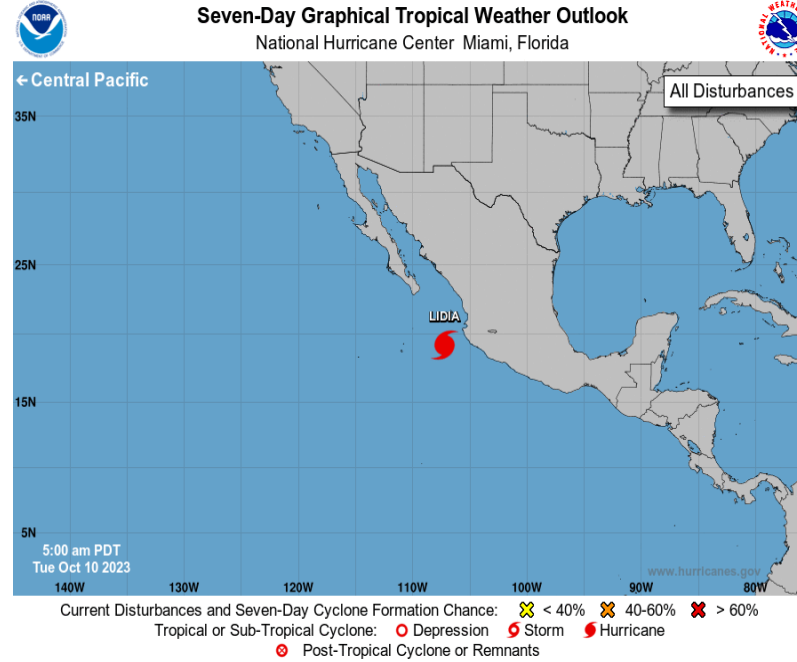 NOAA
Seven-Day Graphical Tropical Weather Outlook
National Hurricane Center Miami, Florida
NATIONAL WEATHER
Central Pacific
All Disturbances
35N
25N
LIDIA
15N
5N
5:00 am PDT
Tue Oct 10 2023
www.hurricanes.gov
140W 130W 120W 110W 100W 90W 80W
Current Disturbances and Seven-Day Cyclone Formation Chance: < 40% 40-60% > 60%
Tropical or Sub-Tropical Cyclone: Depression Storm Hurricane
Post-Tropical Cyclone or Remnants